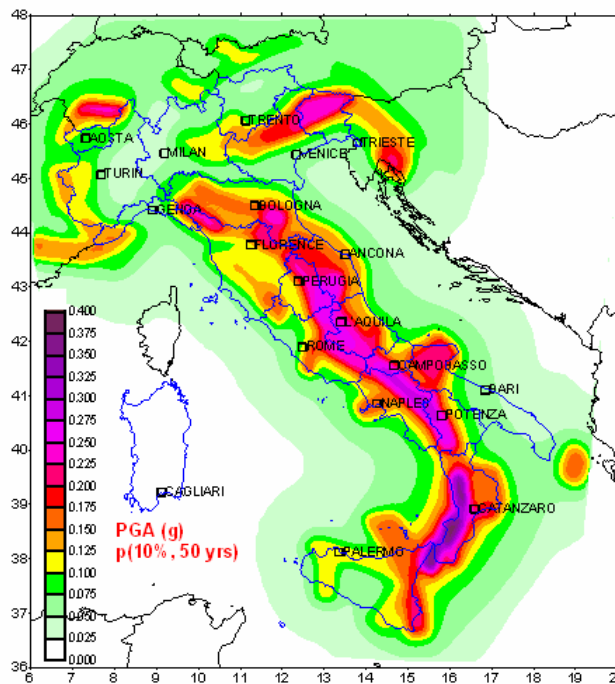 48
47
46
45
44
43
42
41
40
39
38
37
36
TRENTO
AOSTA
MILAN
VENICE
TRIESTE
TURIN
GENOA
BOLOGNA
FLORENCE
ANCONA
PERUGIA
L'AQUILA
ROME
CAMPOBASSO
NAPLES
BARI
POTENZA
CAGLIARI
CATANZARO
PALERMO
0.400
0.375
0.350
0.325
0.300
0.275
0.250
0.225
0.200
0.175
0.150
0.125
0.100
0.075
0.050
0.025
0.000
PGA (g)
p(10%, 50 yrs)
6 7 8 9 10 11 12 13 14 15 16 17 18 19